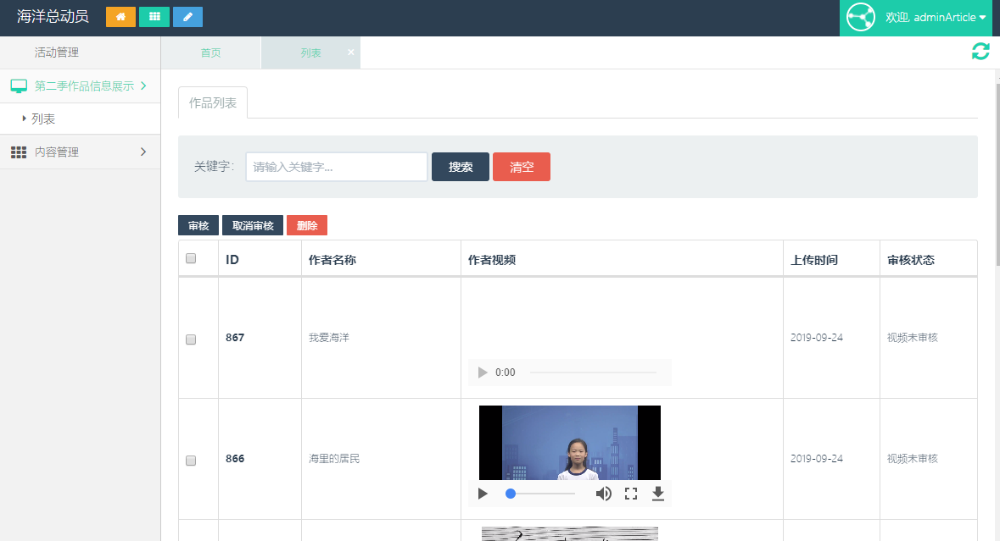 海洋总动员
欢迎, adminArticle
活动管理
首页
列表
第二季作品信息展示
列表
内容管理
作品列表
关键字：
请输入关键字...
搜索
清空
审核
取消审核
删除
ID 作者名称 作者视频 上传时间 审核状态
867 我爱海洋 2019-09-24 视频未审核
0:00
866 海里的居民 2019-09-24 视频未审核